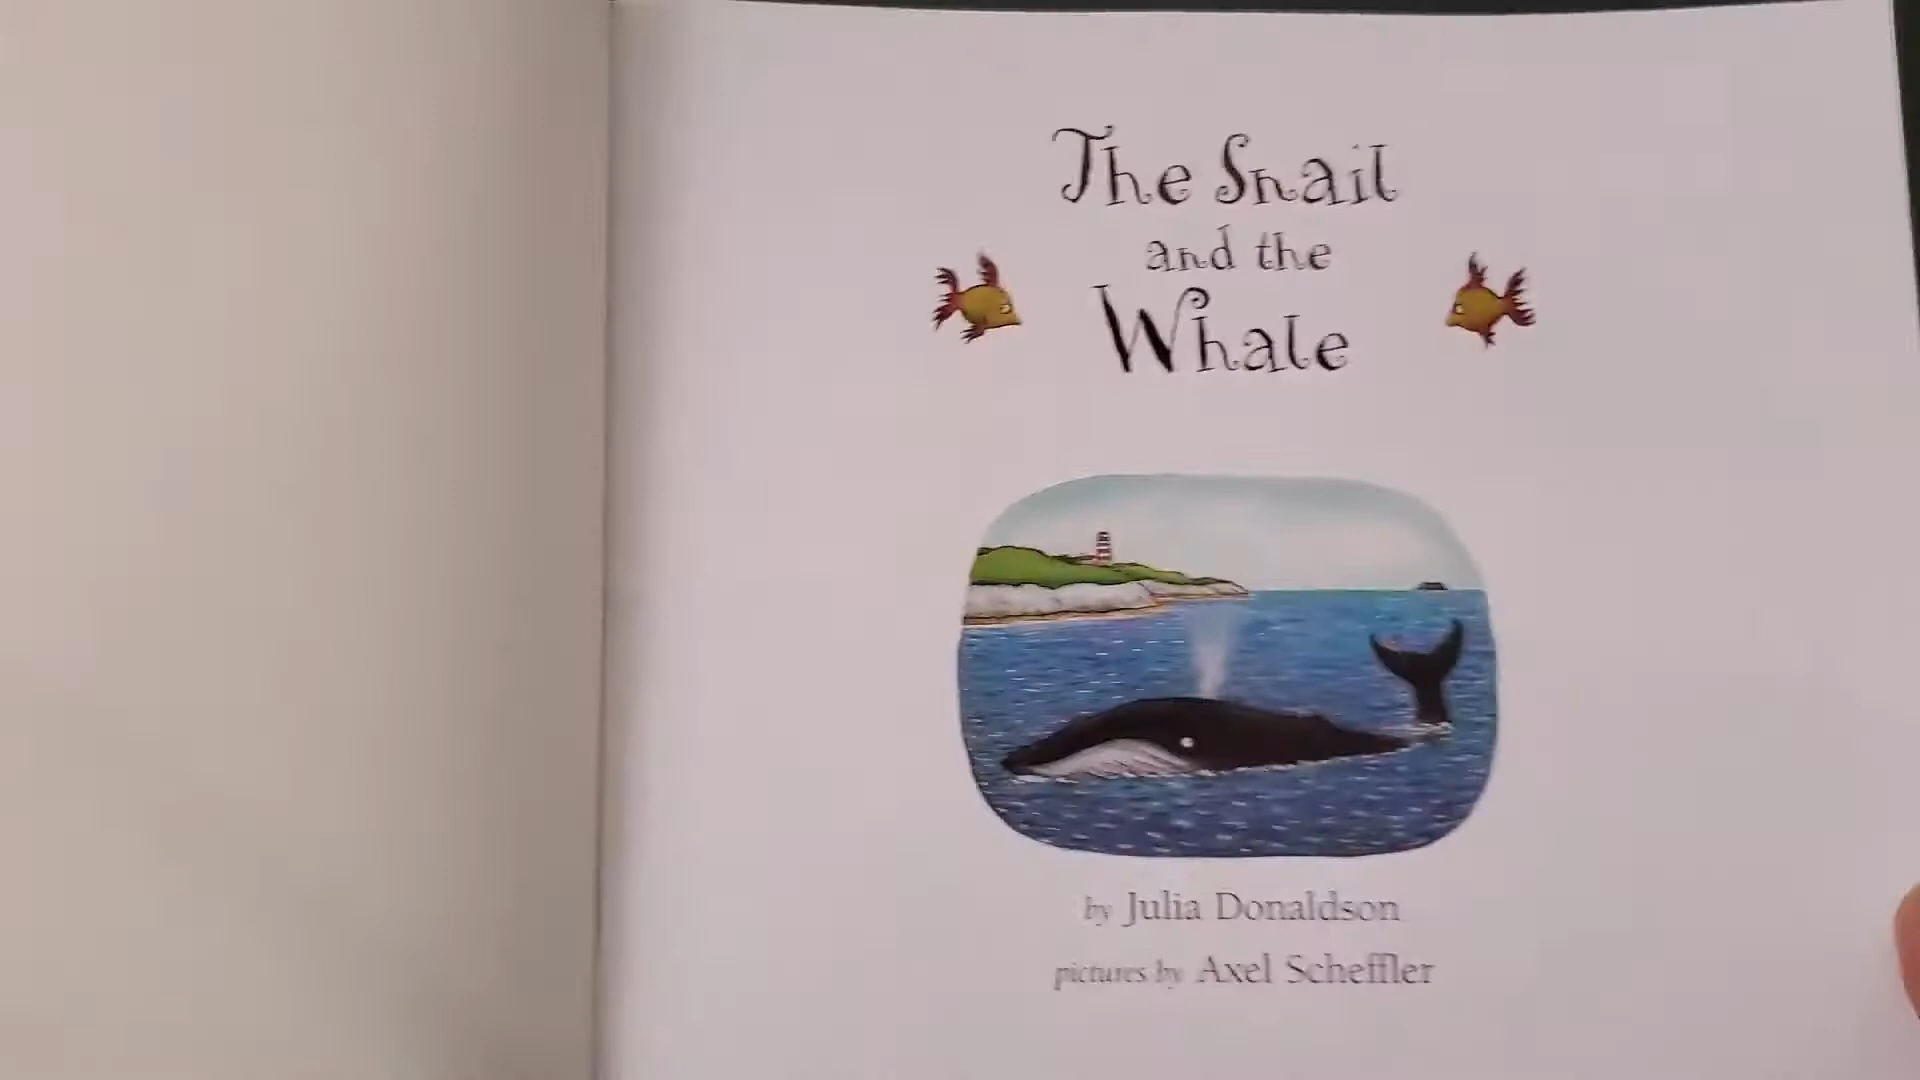 The Snail
and the
Whale
by Julia Donaldson
pictures by Axel Scheffler